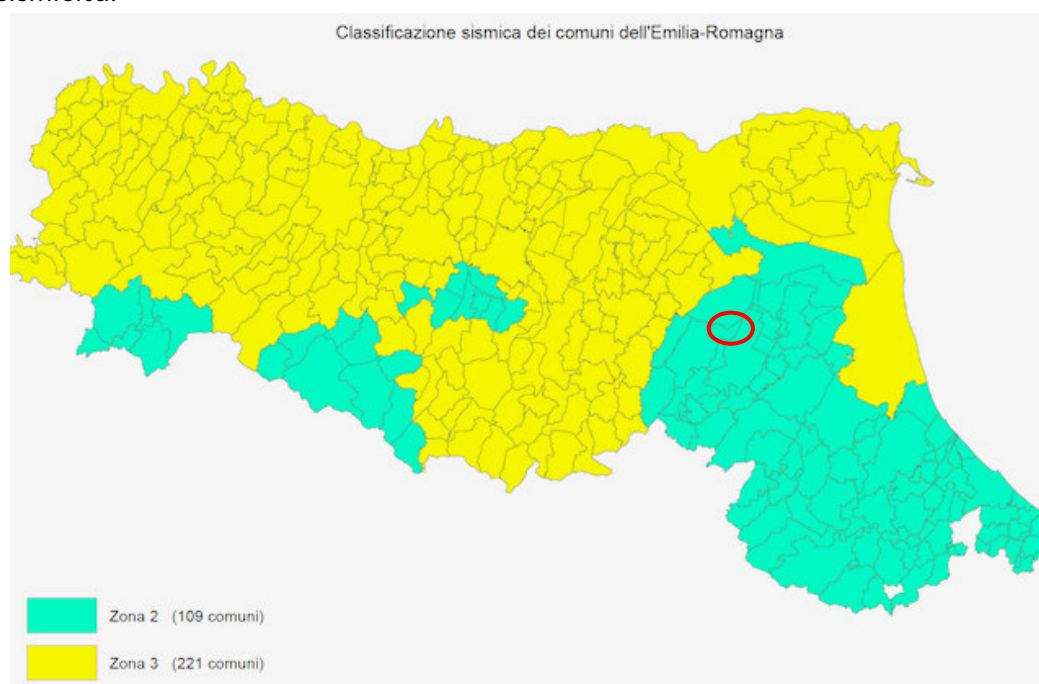 Classificazione sismica dei comuni dell'Emilia-Romagna
Zona 2 (109 comuni)
Zona 3 (221 comuni)